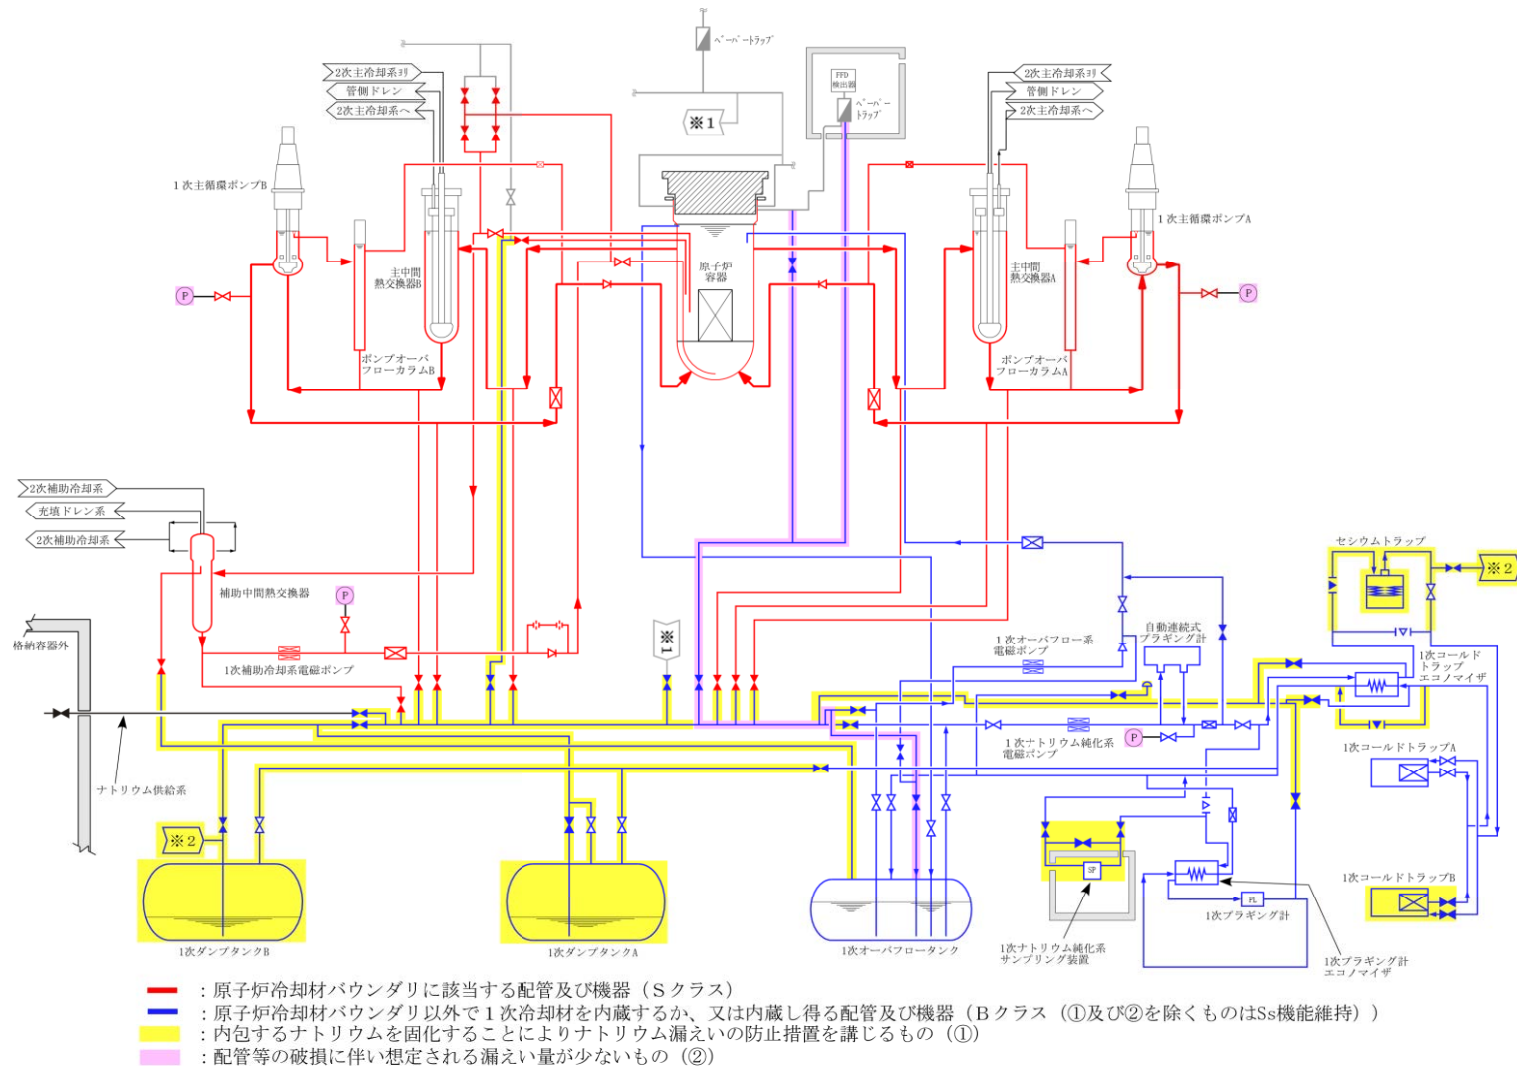 ベーパートラップ
2次主冷却系ヨリ
管側ドレン
2次主冷却系へ
※1
FFD
検出器
ベーパー
トラップ
2次主冷却系ヨリ
管側ドレン
2次主冷却系へ
1次主循環ポンプB
1次主循環ポンプA
主中間
熱交換器B
原子炉
容器
主中間
熱交換器A
P
P
ポンプオーバ
フローカラムB
ポンプオーバ
フローカラムA
2次補助冷却系
充填ドレン系
2次補助冷却系
セシウムトラップ
※2
補助中間熱交換器
P
格納容器外
※1
1次オーバフロー系
電磁ポンプ
自動連続式
プラギング計
1次補助冷却系電磁ポンプ
1次コールド
トラップ
エコノマイザ
1次ナトリウム純化系
電磁ポンプ
P
1次コールドトラップA
ナトリウム供給系
※2
SP
PL
1次コールドトラップB
1次プラギング計
1次ダンプタンクB
1次ダンプタンクA
1次オーバフロータンク
1次ナトリウム純化系
サンプリング装置
1次プラギング計
エコノマイザ
：原子炉冷却材バウンダリに該当する配管及び機器（Sクラス）
：原子炉冷却材バウンダリ以外で1次冷却材を内蔵するか、又は内蔵し得る配管及び機器（Bクラス（①及び②を除くものはSs機能維持））
：内包するナトリウムを固化することによりナトリウム漏えいの防止措置を講じるもの（①）
：配管等の破損に伴い想定される漏えい量が少ないもの（②）